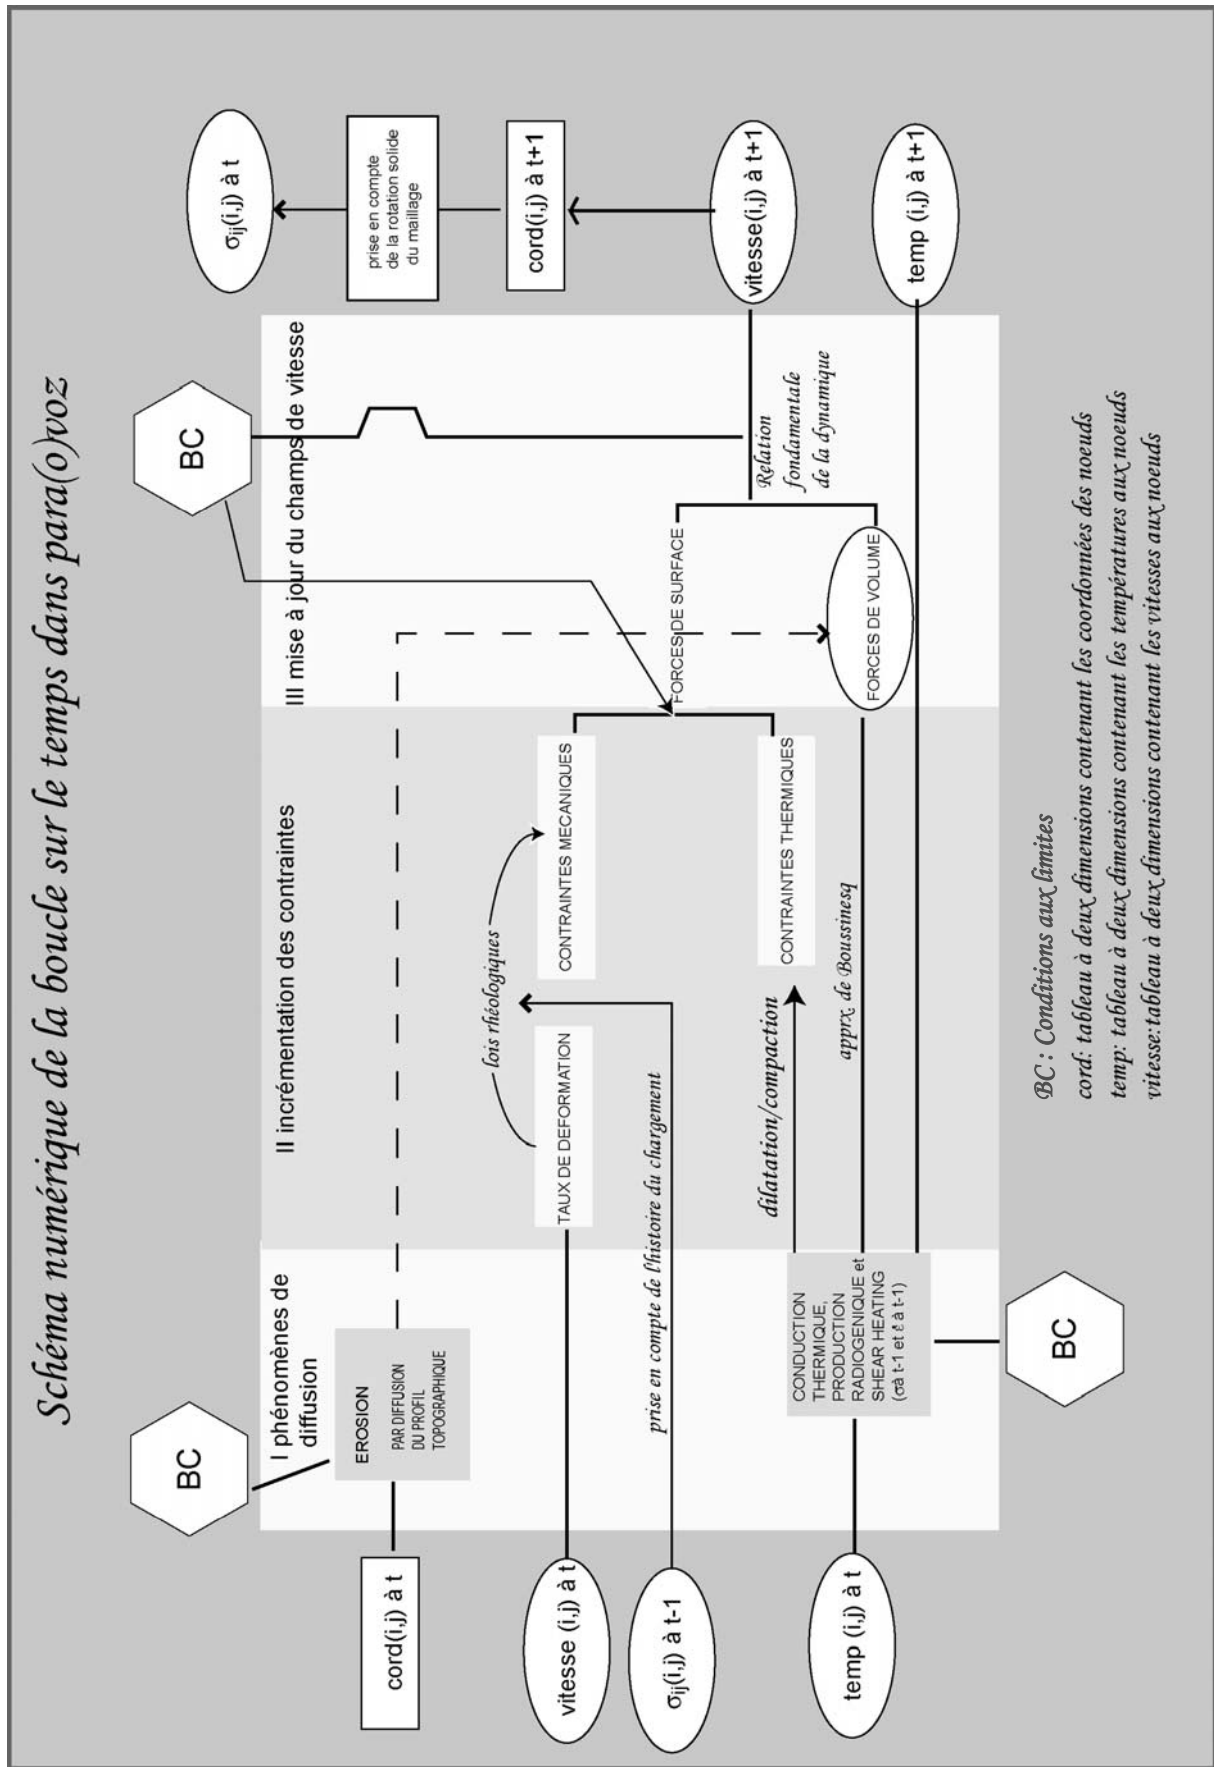 Schéma numérique de la boucle sur le temps dans para(o)voz
BC
BC
I phénomènes de
diffusion
II incrémentation des contraintes
III mise à jour du champs de vitesse
cord(i,j) à t
EROSION
PAR DIFFUSION
DU PROFIL
TOPOGRAPHIQUE
vitesse (i,j) à t
TAUX DE DEFORMATION
lois rhéologiques
CONTRAINTES MECANIQUES
σij(i,j) à t-1
prise en compte de l'histoire du chargement
FORCES DE SURFACE
temp (i,j) à t
CONDUCTION
THERMIQUE,
PRODUCTION
RADIOGENIQUE et
SHEAR HEATING
(σà t-1 et ε̇ à t-1)
dilatation/compaction
CONTRAINTES THERMIQUES
apprx. de Boussinesq
FORCES DE VOLUME
Relation
fondamentale
de la dynamique
σij(i,j) à t
prise en compte
de la rotation solide
du maillage
cord(i,j) à t+1
vitesse(i,j) à t+1
temp (i,j) à t+1
BC
BC : Conditions aux limites
cord: tableau à deux dimensions contenant les coordonnées des noeuds
temp: tableau à deux dimensions contenant les températures aux noeuds
vitesse:tableau à deux dimensions contenant les vitesses aux noeuds